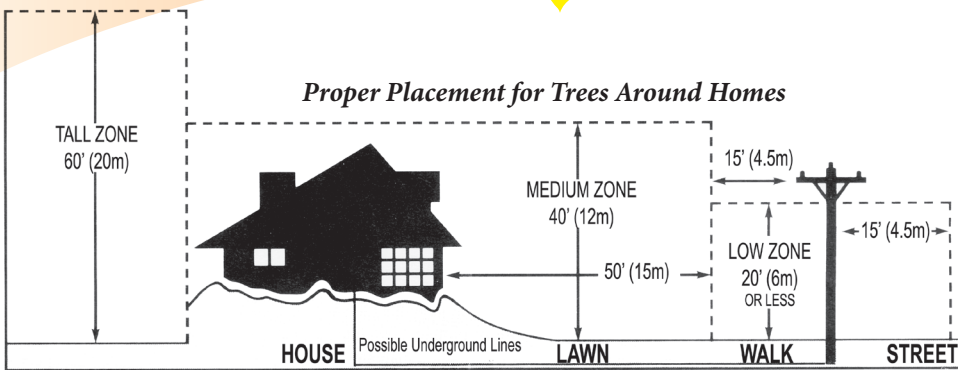 Proper Placement for Trees Around Homes
TALL ZONE
60’ (20m)
MEDIUM ZONE
40’ (12m)
15’ (4.5m)
50’ (15m)
LOW ZONE
20’ (6m)
OR LESS
15’ (4.5m)
HOUSE
Possible Underground Lines
LAWN
WALK
STREET